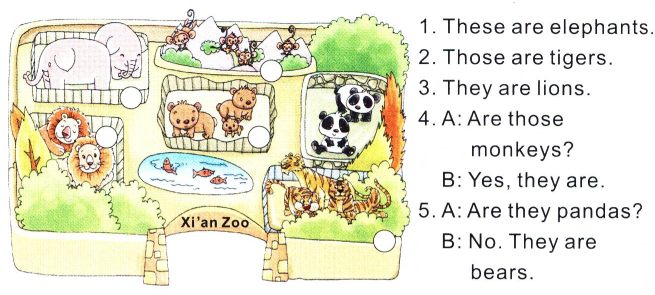 Xi'an Zoo
1. These are elephants.
2. Those are tigers.
3. They are lions.
4. A: Are those
monkeys?
B: Yes, they are.
5. A: Are they pandas?
B: No. They are
bears.